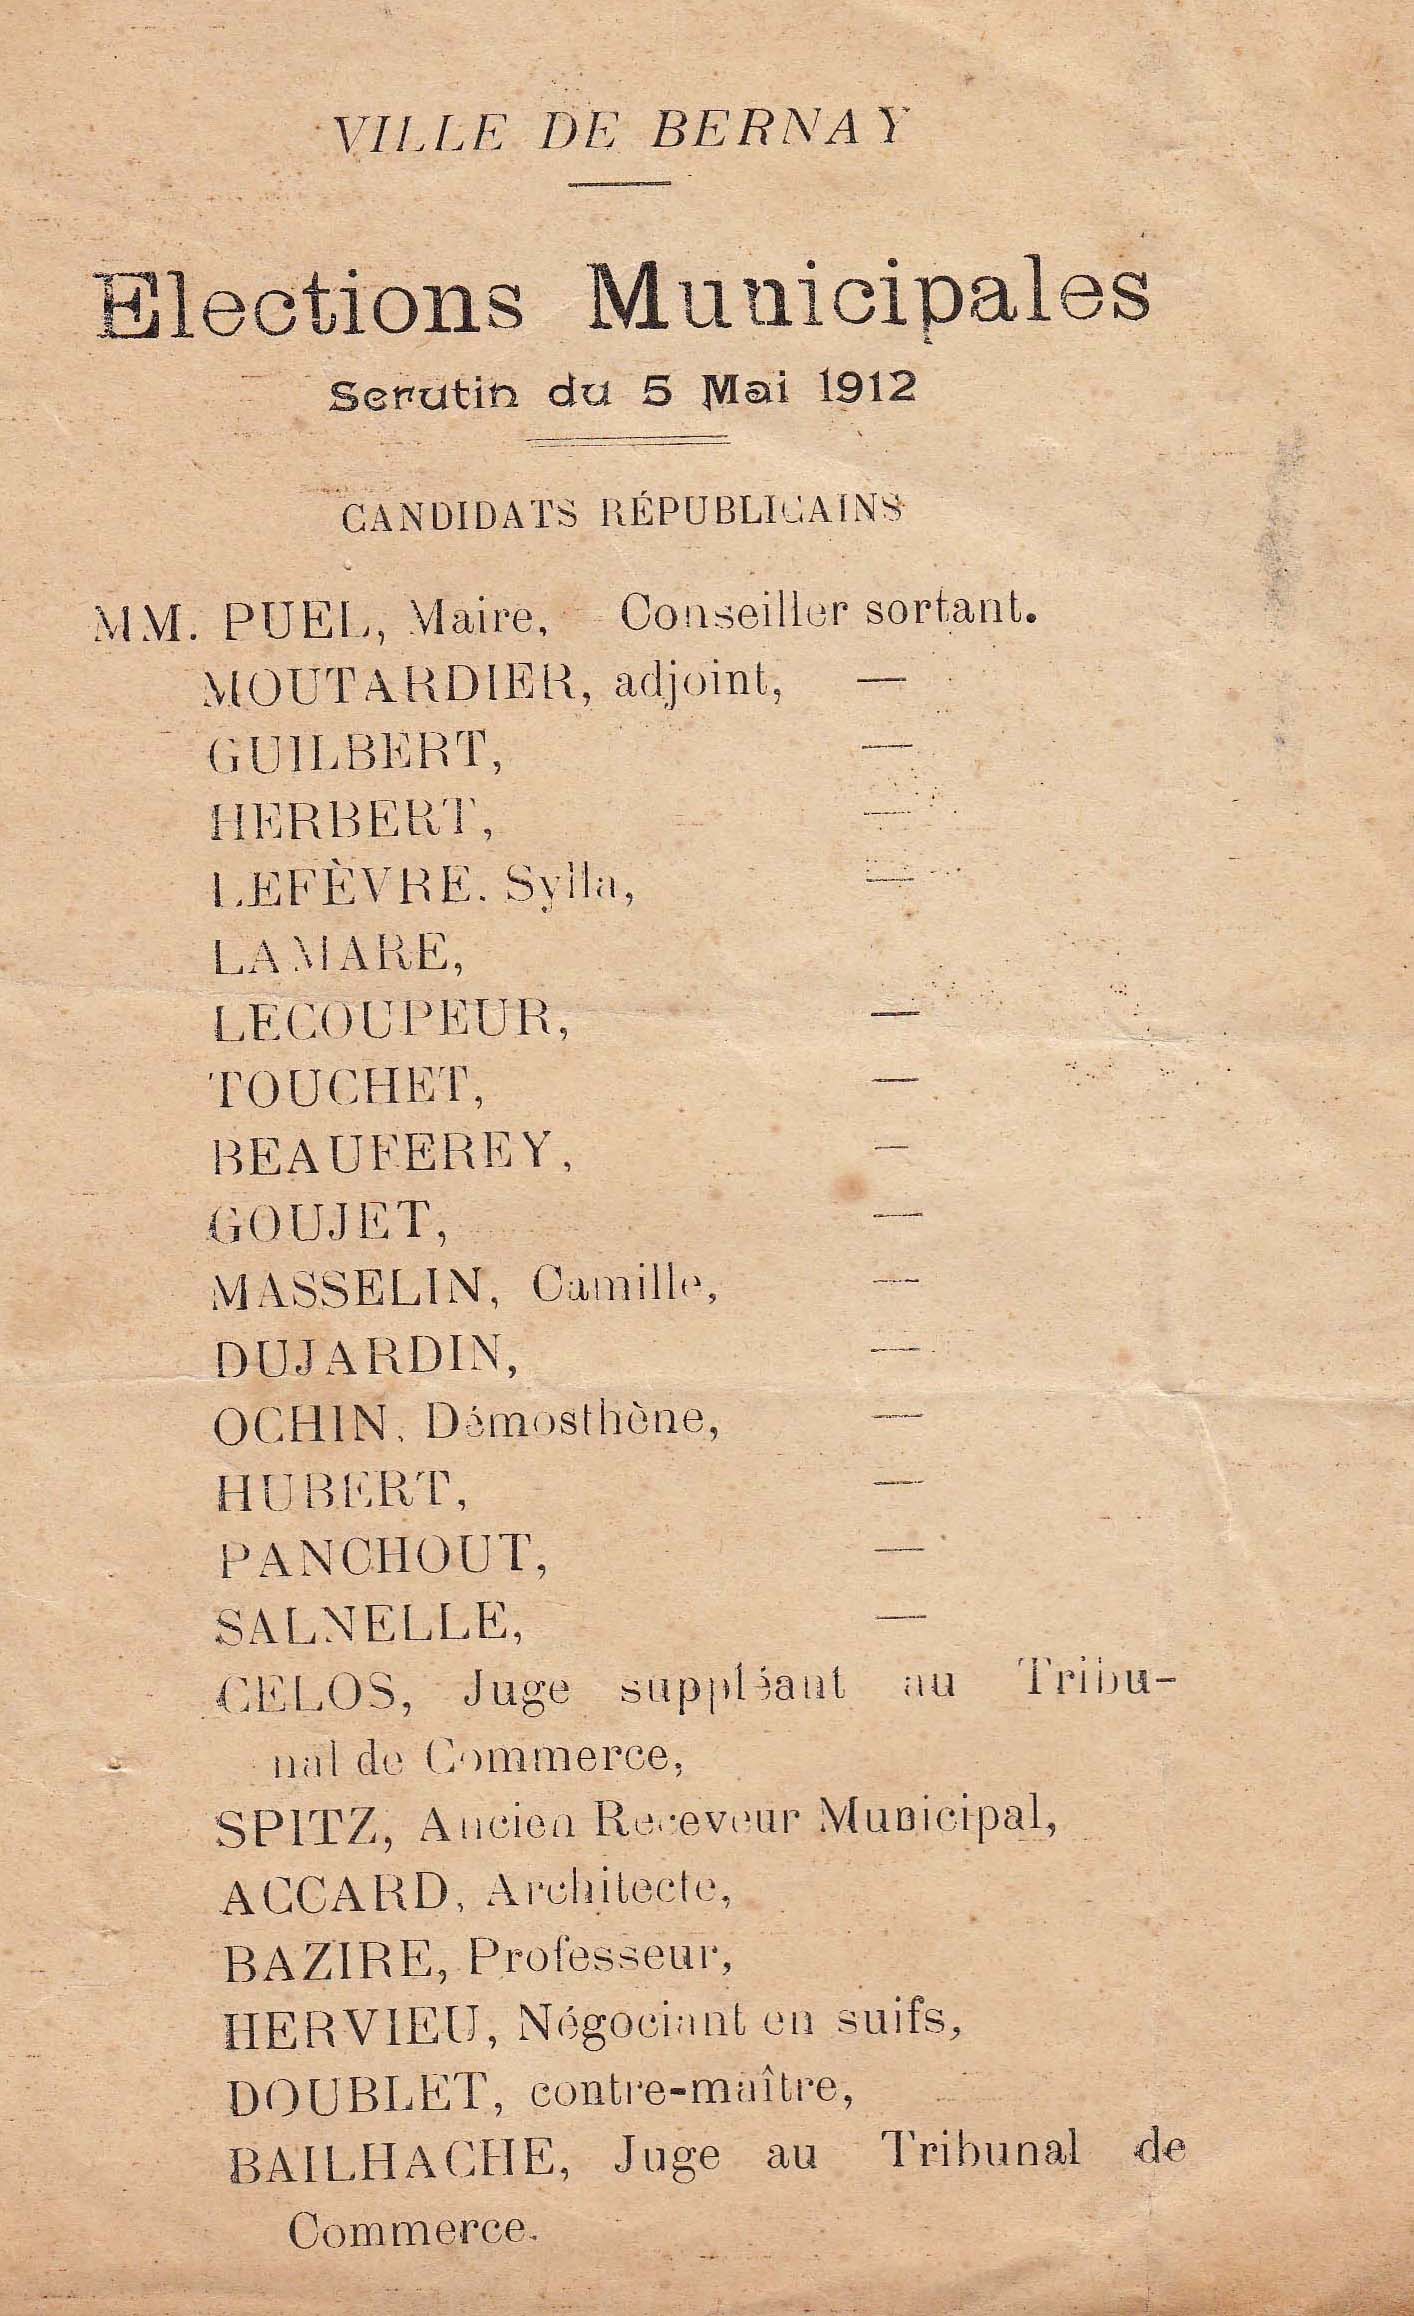 VILLE DE BERNAY
Elections Municipales
Scrutin du 5 Mai 1912
CANDIDATS RÉPUBLICAINS
MM. PUEL, Maire, Conseiller sortant.
MOUTARDIER, adjoint, —
GUILBERT, —
HERBERT, —
LEFÈVRE. Sylla, —
LAMARE,
LECOUPEUR, —
TOUCHET, —
BEAUFEREY, —
GOUJET, —
MASSELIN, Camille, —
DUJARDIN, —
OCHIN, Démosthène, —
HUBERT, —
PANCHOUT, —
SALNELLE, —
CELOS, Juge suppléant au Tribu-
nal de Commerce,
SPITZ, Ancien Receveur Municipal,
ACCARD, Architecte,
BAZIRE, Professeur,
HERVIEU, Négociant en suifs,
DOUBLET, contre-maître,
BAILHACHE, Juge au Tribunal de
Commerce.